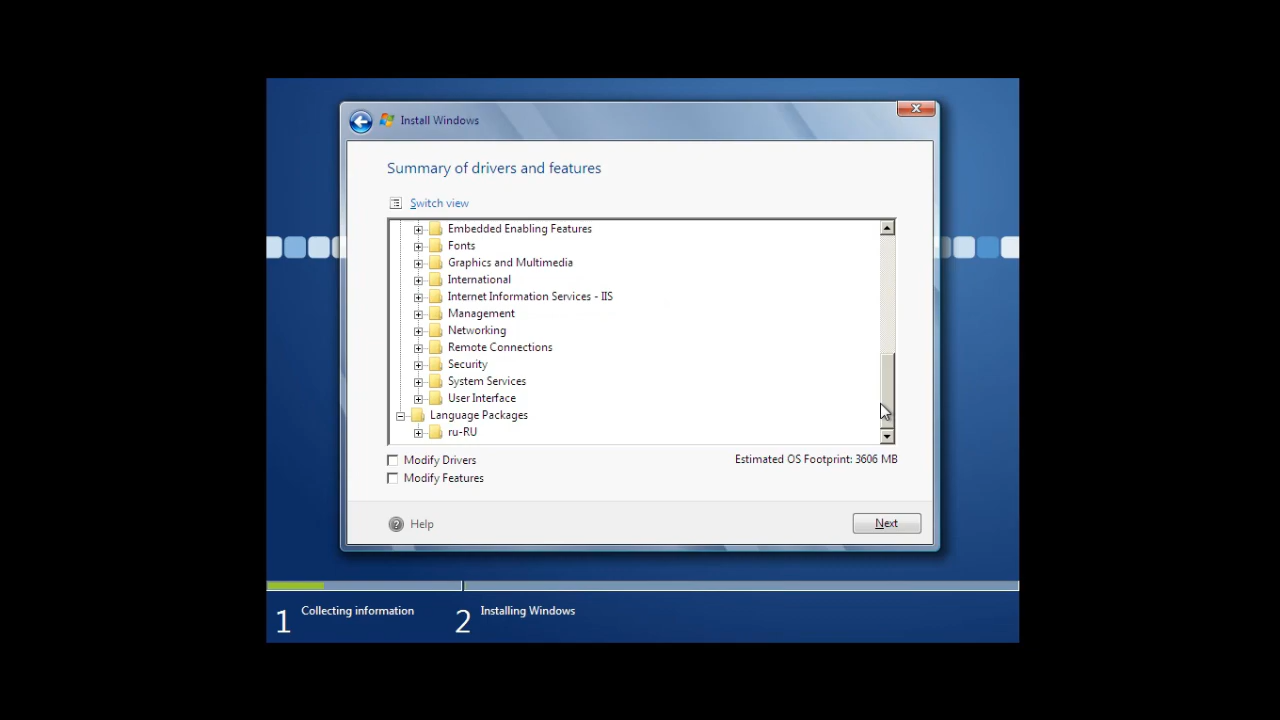 Install Windows
Summary of drivers and features
Switch view
Embedded Enabling Features
Fonts
Graphics and Multimedia
International
Internet Information Services - IIS
Management
Networking
Remote Connections
Security
System Services
User Interface
Language Packages
ru-RU
Modify Drivers
Estimated OS Footprint: 3606 MB
Modify Features
Help
Next
1 Collecting information
2 Installing Windows